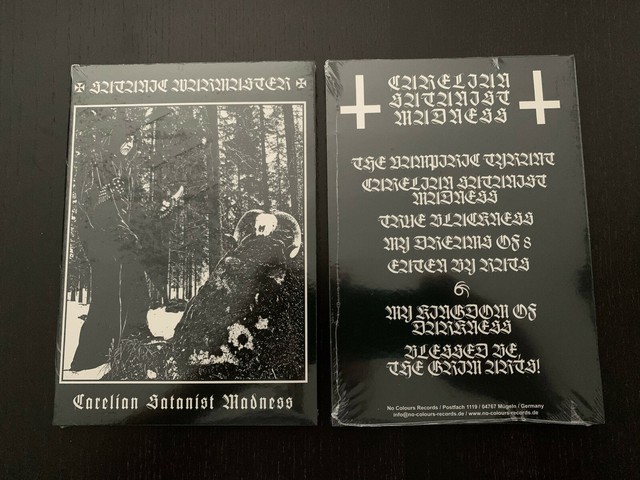 SATANIC WARMASTER
Carelian Satanist Madness
CARELIAN
SATANIST
MADNESS
THE VAMPIRIC TYRANT
CARELIAN SATANIST
MADNESS
TRUE BLACKNESS
MY DREAMS OF 8
EATEN BY RATS
MY KINGDOM OF
DARKNESS
BLESSED BE,
THE GRIM ARTS!
No Colours Records / Postfach 1119 / 04767 Mügeln / Germany
info@no-colours-records.de / www.no-colours-records.de